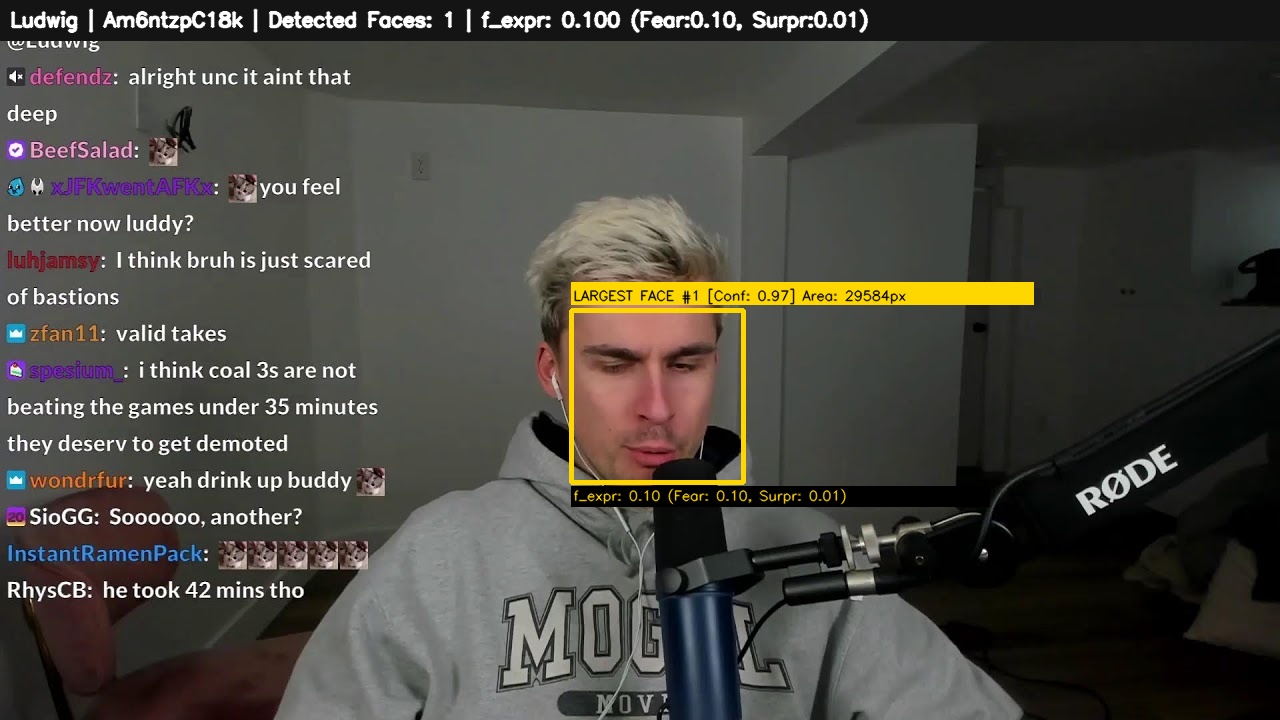 Ludwig | Am6ntzpC18k | Detected Faces: 1 | f_expr: 0.100 (Fear:0.10, Surpr:0.01)
@Ludwig
defendz: alright unc it aint that
deep
BeefSalad:
xJFKwentAFKx: you feel
better now luddy?
luhjamsy: I think bruh is just scared
of bastions
zfan11: valid takes
spesium_: i think coal 3s are not
beating the games under 35 minutes
they deserv to get demoted
wondrfur: yeah drink up buddy
20 SioGG: Soooooo, another?
InstantRamenPack:
RhysCB: he took 42 mins tho
LARGEST FACE #1 [Conf: 0.97] Area: 29584px
f_expr: 0.10 (Fear: 0.10, Surpr: 0.01)
RØDE